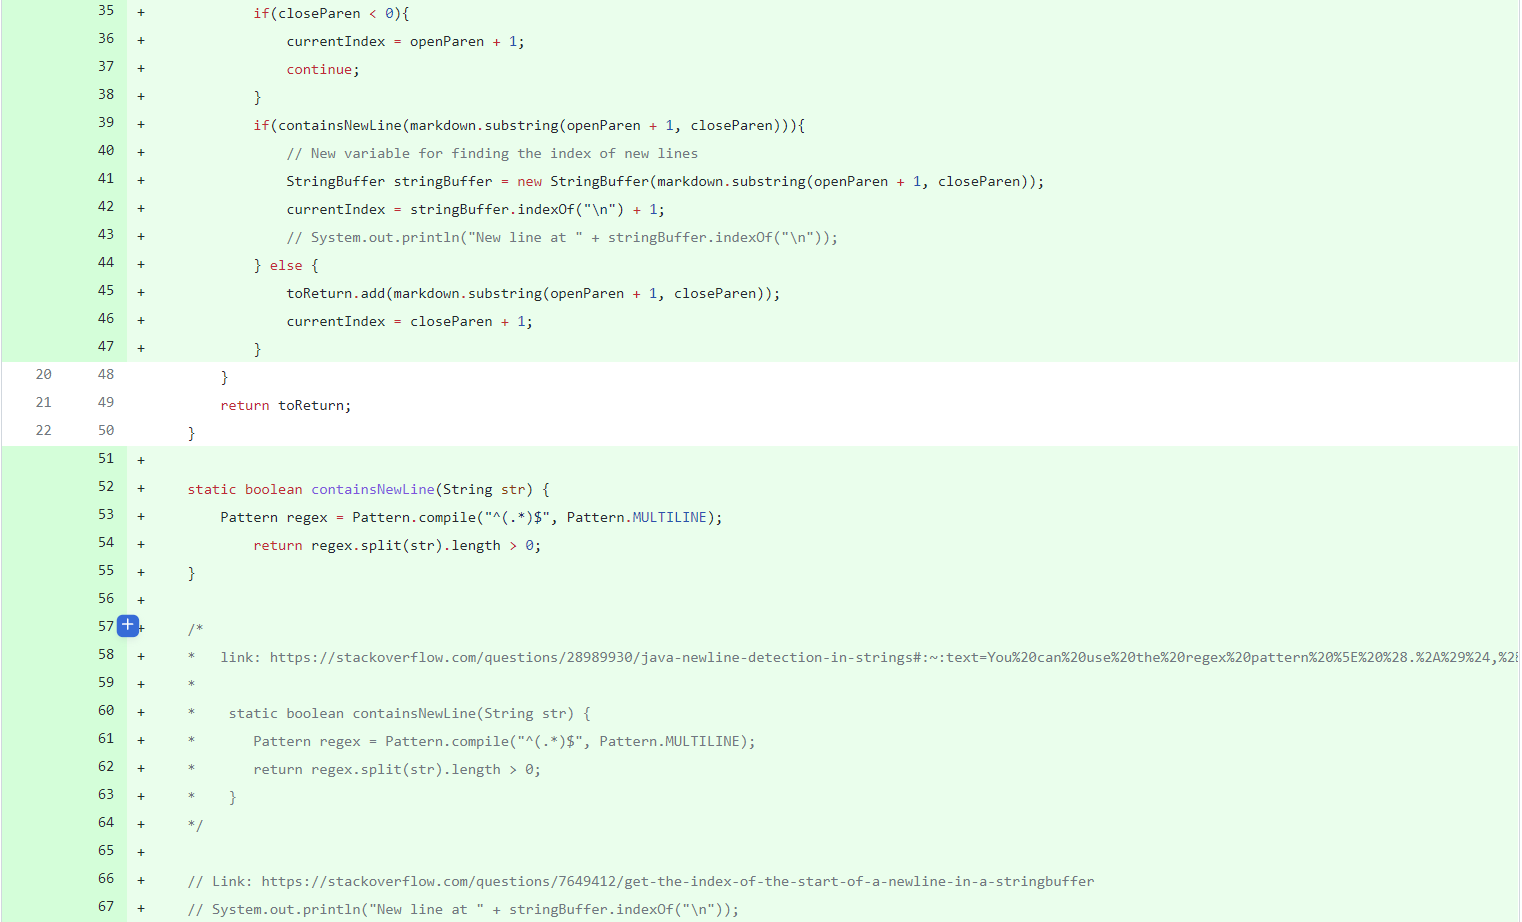 35 + if(closeParen < 0){
36 + currentIndex = openParen + 1;
37 + continue;
38 + }
39 + if(containsNewLine(markdown.substring(openParen + 1, closeParen))){
40 + // New variable for finding the index of new lines
41 + StringBuffer stringBuffer = new StringBuffer(markdown.substring(openParen + 1, closeParen));
42 + currentIndex = stringBuffer.indexOf("\n") + 1;
43 + // System.out.println("New line at " + stringBuffer.indexOf("\n"));
44 + } else {
45 + toReturn.add(markdown.substring(openParen + 1, closeParen));
46 + currentIndex = closeParen + 1;
47 + }
20 48 }
21 49 return toReturn;
22 50 }
51 +
52 + static boolean containsNewLine(String str) {
53 + Pattern regex = Pattern.compile("^(.*)$", Pattern.MULTILINE);
54 + return regex.split(str).length > 0;
55 + }
56 +
57 + /*
58 + * link: https://stackoverflow.com/questions/28989930/java-newline-detection-in-strings#:~:text=You%20can%20use%20the%20regex%20pattern%20%5E%20%28.%2A%29%24,%2
59 + *
60 + * static boolean containsNewLine(String str) {
61 + * Pattern regex = Pattern.compile("^(.*)$", Pattern.MULTILINE);
62 + * return regex.split(str).length > 0;
63 + * }
64 + */
65 +
66 + // Link: https://stackoverflow.com/questions/7649412/get-the-index-of-the-start-of-a-newline-in-a-stringbuffer
67 + // System.out.println("New line at " + stringBuffer.indexOf("\n"));